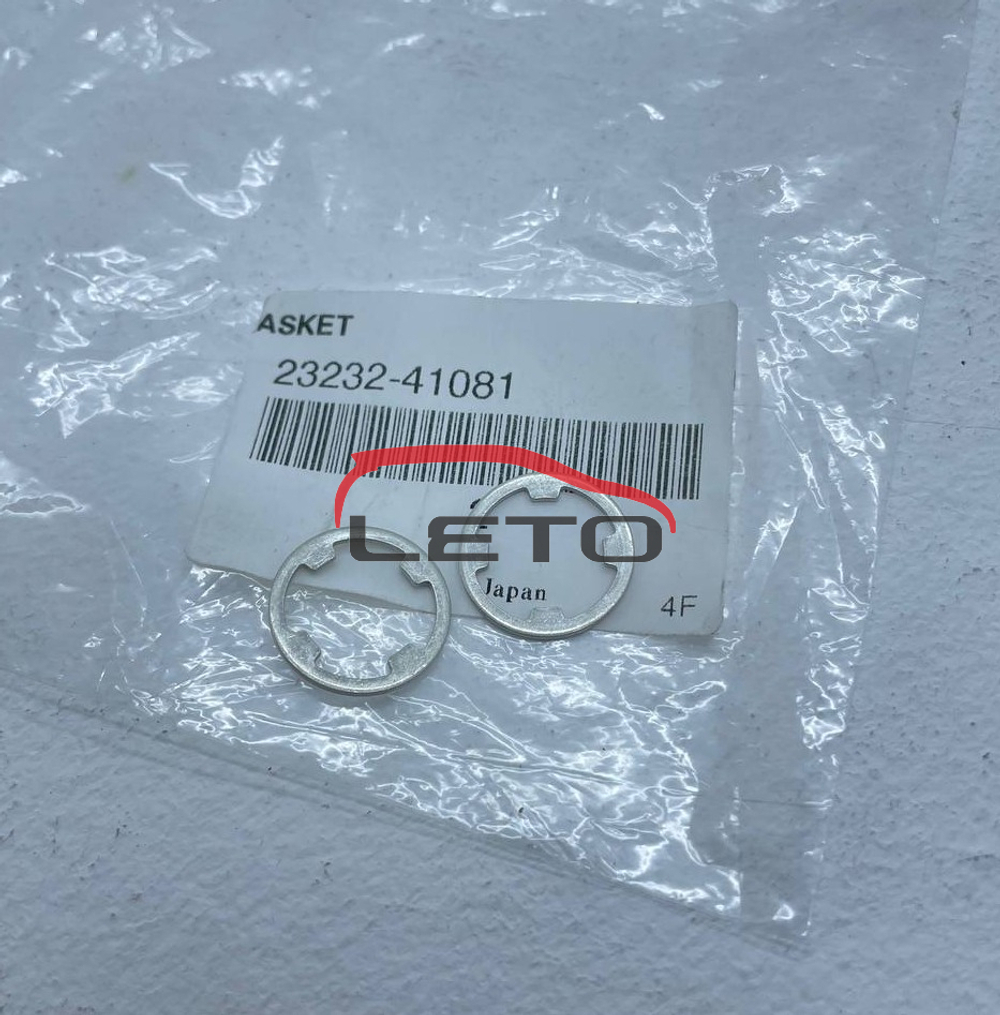 ASKET
23232-41081
LETO
Japan
4F